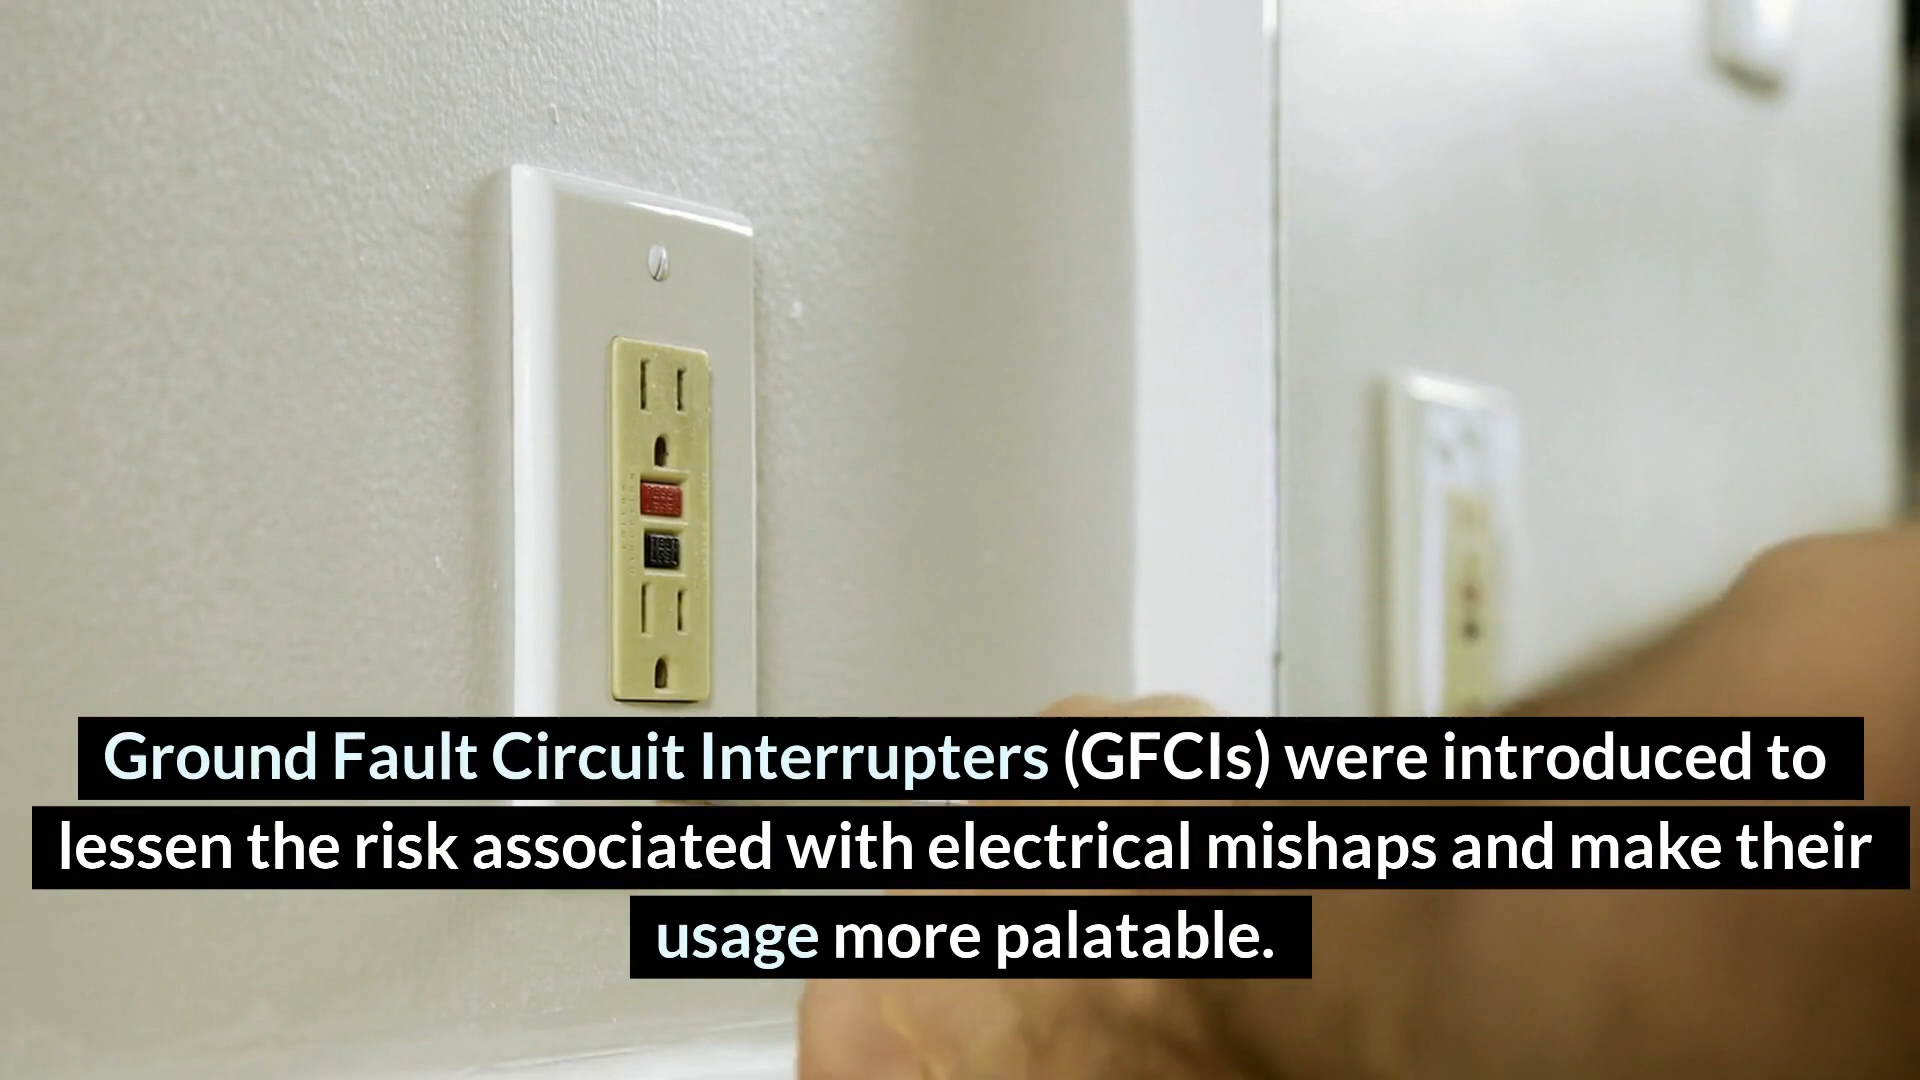 Ground Fault Circuit Interrupters (GFCIs) were introduced to
lessen the risk associated with electrical mishaps and make their
usage more palatable.